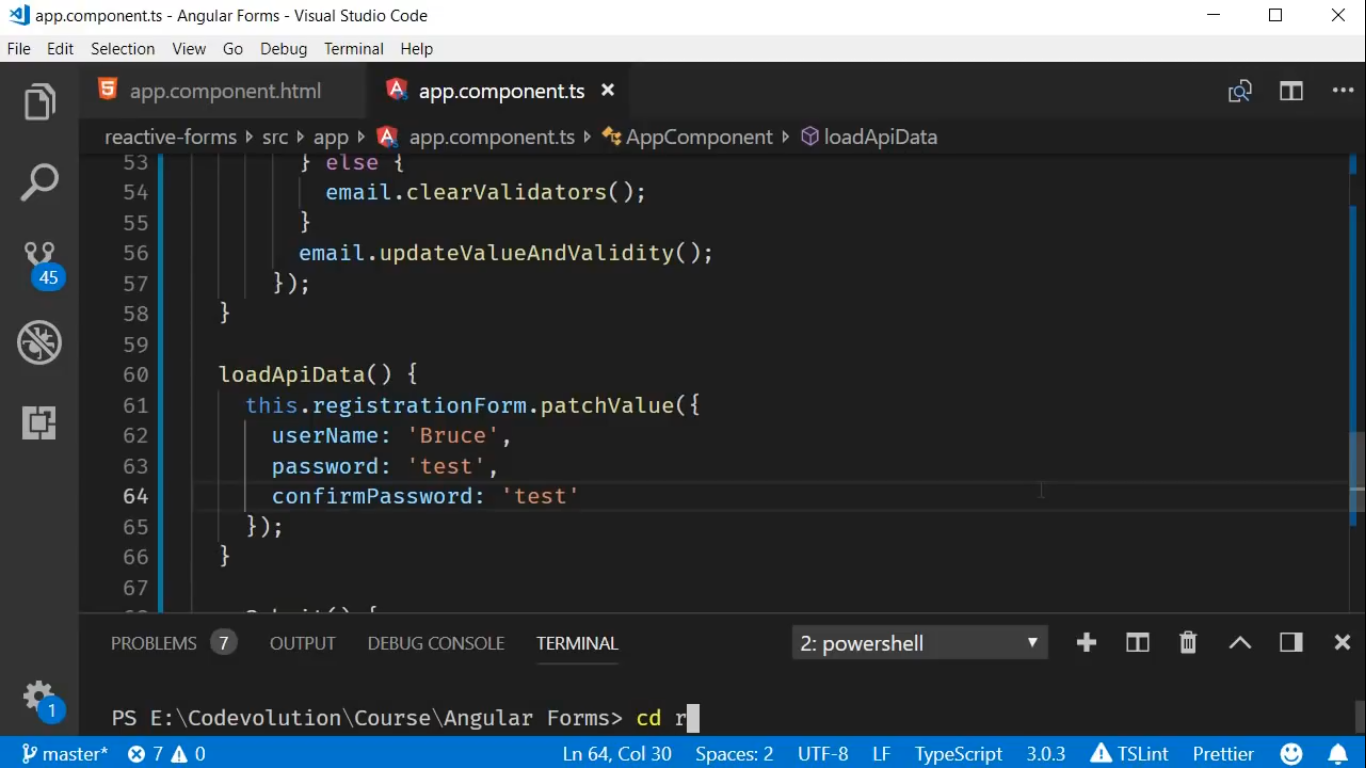 app.component.ts - Angular Forms - Visual Studio Code
File Edit Selection View Go Debug Terminal Help
app.component.html app.component.ts
reactive-forms src app app.component.ts AppComponent loadApiData
53 } else {
54 email.clearValidators();
55 }
56 email.updateValueAndValidity();
57 });
58 }
59
60 loadApiData() {
61 this.registrationForm.patchValue({
62 userName: 'Bruce',
63 password: 'test',
64 confirmPassword: 'test'
65 });
66 }
67
45
1
PROBLEMS 7 OUTPUT DEBUG CONSOLE TERMINAL 2: powershell
PS E:\Codevolution\Course\Angular Forms> cd r
master* 7 0 Ln 64, Col 30 Spaces: 2 UTF-8 LF TypeScript 3.0.3 TSLint Prettier